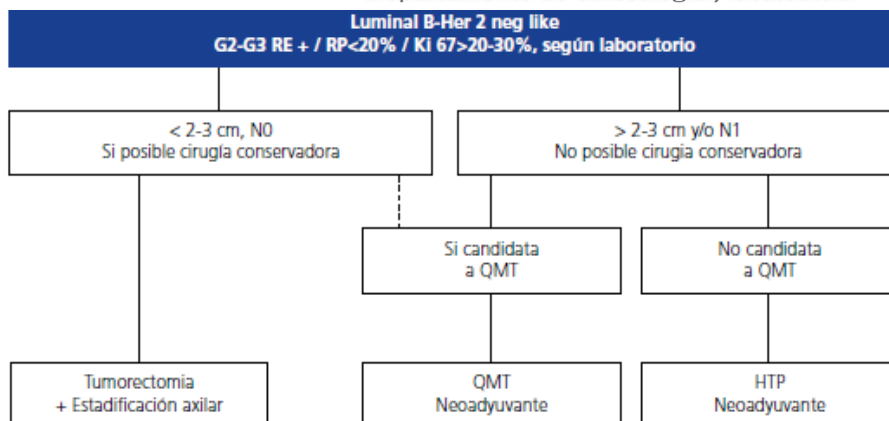 Luminal B-Her 2 neg like
G2-G3 RE + / RP<20% / Ki 67>20-30%, según laboratorio
< 2-3 cm, N0
Si posible cirugía conservadora
> 2-3 cm y/o N1
No posible cirugia conservadora
Si candidata
a QMT
No candidata
a QMT
Tumorectomia
+ Estadificación axilar
QMT
Neoadyuvante
HTP
Neoadyuvante